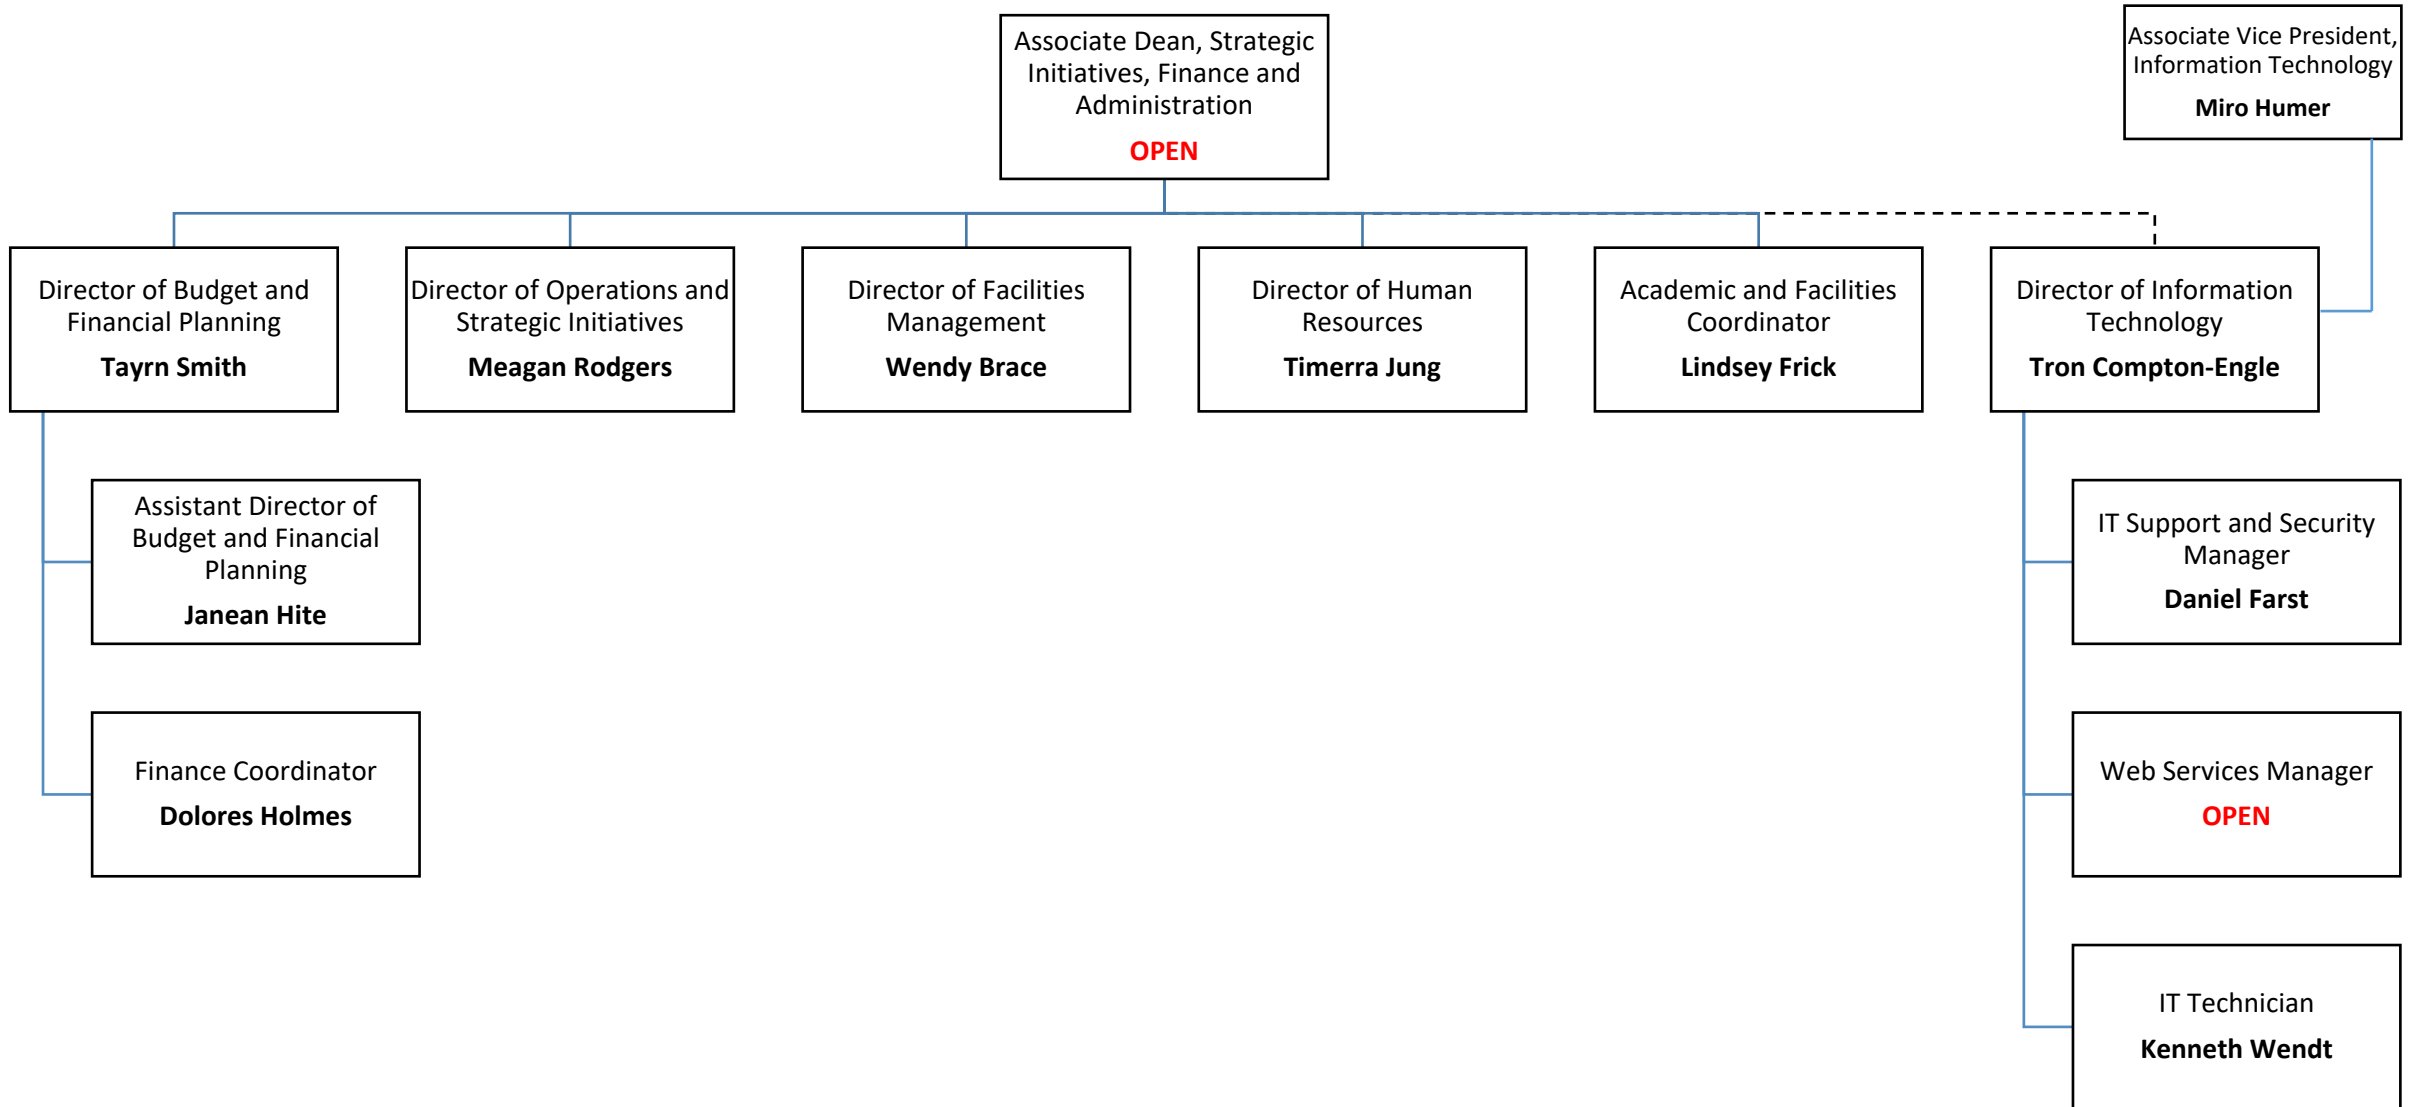 Associate Dean, Strategic
Initiatives, Finance and
Administration
OPEN
Associate Vice President,
Information Technology
Miro Humer
Director of Budget and
Financial Planning
Tayrn Smith
Director of Operations and
Strategic Initiatives
Meagan Rodgers
Director of Facilities
Management
Wendy Brace
Director of Human
Resources
Timerra Jung
Academic and Facilities
Coordinator
Lindsey Frick
Director of Information
Technology
Tron Compton-Engle
Assistant Director of
Budget and Financial
Planning
Janean Hite
IT Support and Security
Manager
Daniel Farst
Finance Coordinator
Dolores Holmes
Web Services Manager
OPEN
IT Technician
Kenneth Wendt